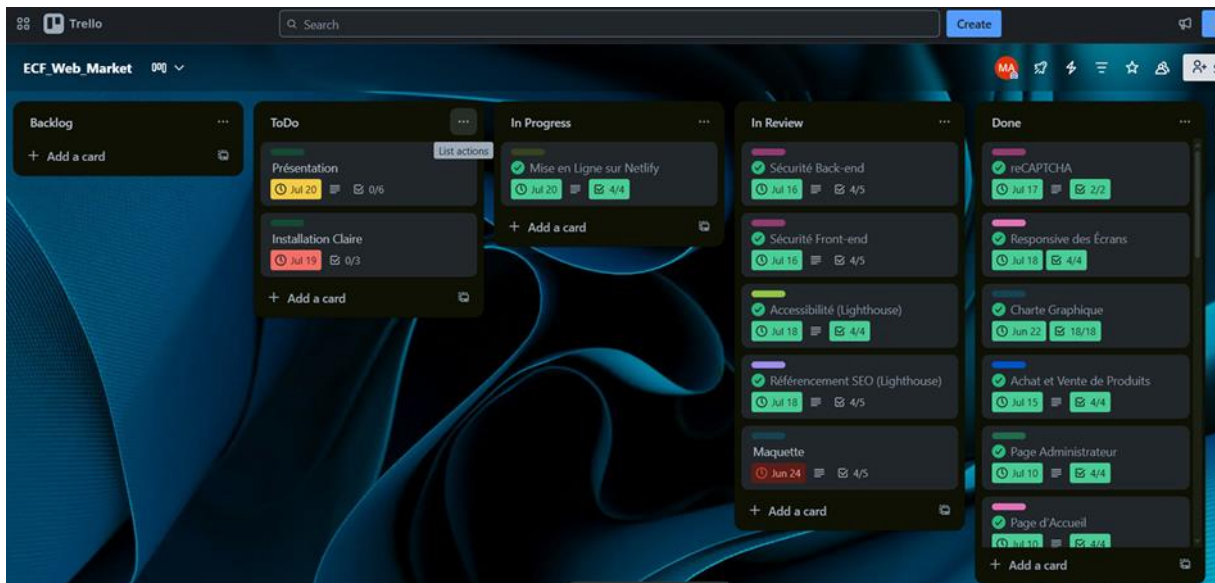 Trello
Search
Create
ECF_Web_Market
MA
Backlog
Add a card
ToDo
List actions
Présentation
Jul 20
0/6
Installation Claire
Jul 19
0/3
Add a card
In Progress
Mise en Ligne sur Netlify
Jul 20
4/4
Add a card
In Review
Sécurité Back-end
Jul 16
4/5
Sécurité Front-end
Jul 16
4/5
Accessibilité (Lighthouse)
Jul 18
4/4
Référencement SEO (Lighthouse)
Jul 18
4/5
Maquette
Jun 24
4/5
Add a card
Done
reCAPTCHA
Jul 17
2/2
Responsive des Écrans
Jul 18
4/4
Charte Graphique
Jun 22
18/18
Achat et Vente de Produits
Jul 15
4/4
Page Administrateur
Jul 10
4/4
Page d'Accueil
Jul 10
4/4
Add a card